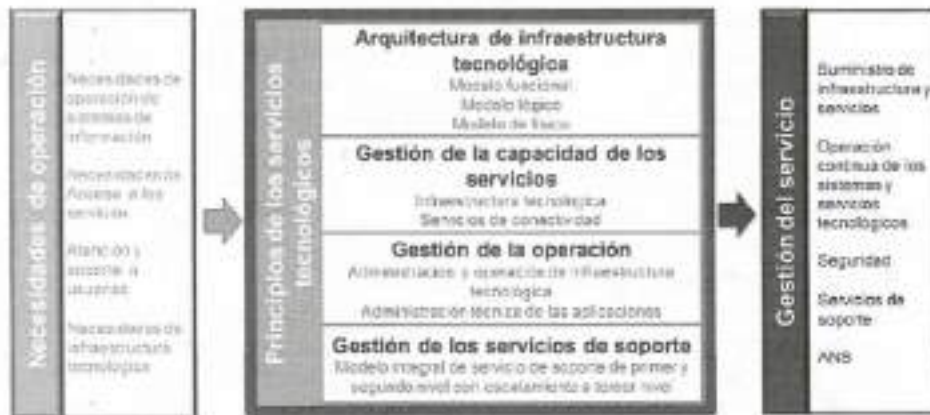 Necesidades de operación
Necesidades de
operación de
sistemas de
información
Necesidades de
Acceso a los
servicios
Atención y
soporte a
usuarios
Necesidades de
infraestructura
tecnológica
Principios de los servicios
tecnológicos
Arquitectura de infraestructura
tecnológica
Modelo funcional
Modelo lógico
Modelo de físico
Gestión de la capacidad de los
servicios
Infraestructura tecnológica
Servicios de conectividad
Gestión de la operación
Administración y operación de infraestructura
tecnológica
Administración técnica de las aplicaciones
Gestión de los servicios de soporte
Modelo integral de servicio de soporte de primer y
segundo nivel con escalamiento a tercer nivel
Gestión del servicio
Suministro de
infraestructura y
servicios
Operación
continua de los
sistemas y
servicios
tecnológicos
Seguridad
Servicios de
soporte
ANS